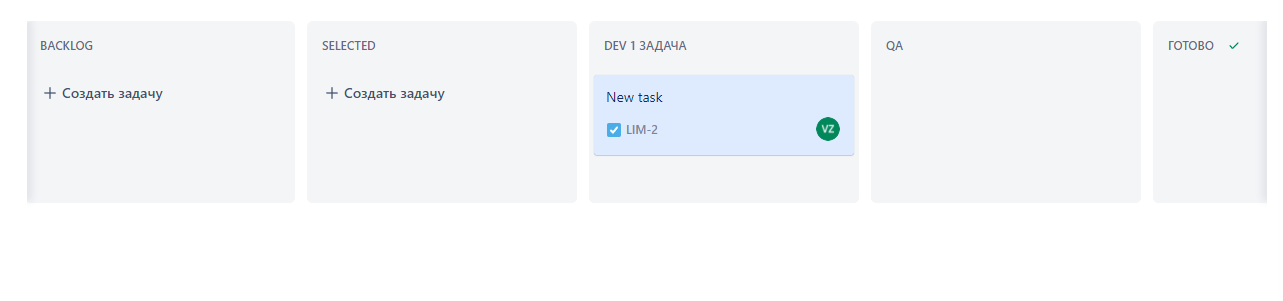 BACKLOG
SELECTED
DEV 1 ЗАДАЧА
QA
ГОТОВО
Создать задачу
Создать задачу
New task
LIM-2
VZ